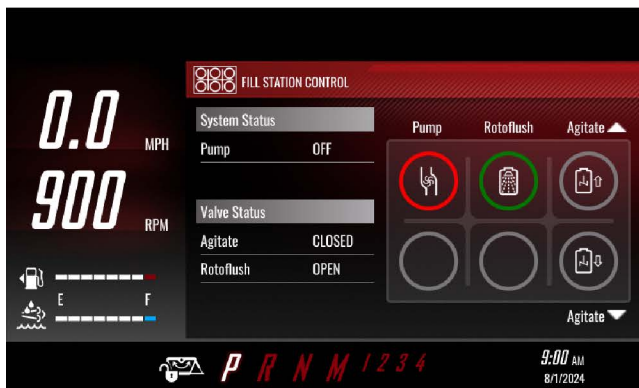 FILL STATION CONTROL
0.0 MPH
900 RPM
E F
System Status
Pump OFF
Valve Status
Agitate CLOSED
Rotoflush OPEN
Pump Rotoflush Agitate
Agitate
P R N M 1 2 3 4
9:00 AM
8/1/2024